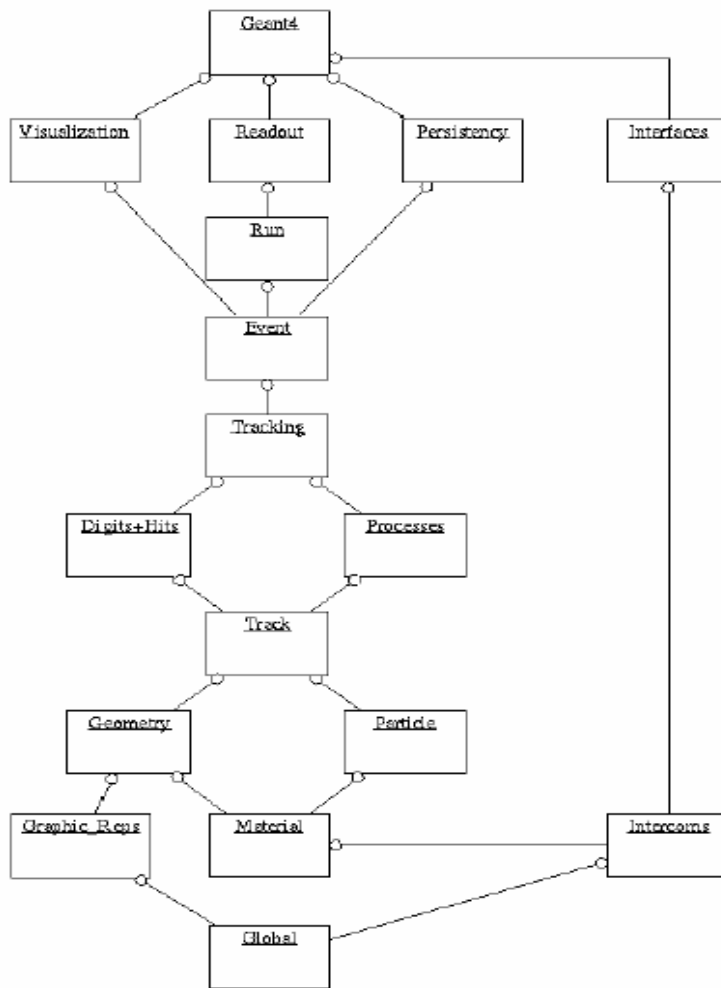 Geant4
Visualization
Readout
Persistency
Interfaces
Run
Event
Tracking
Digits+Hits
Processes
Track
Geometry
Particle
Graphic_Reps
Material
Intercoms
Global